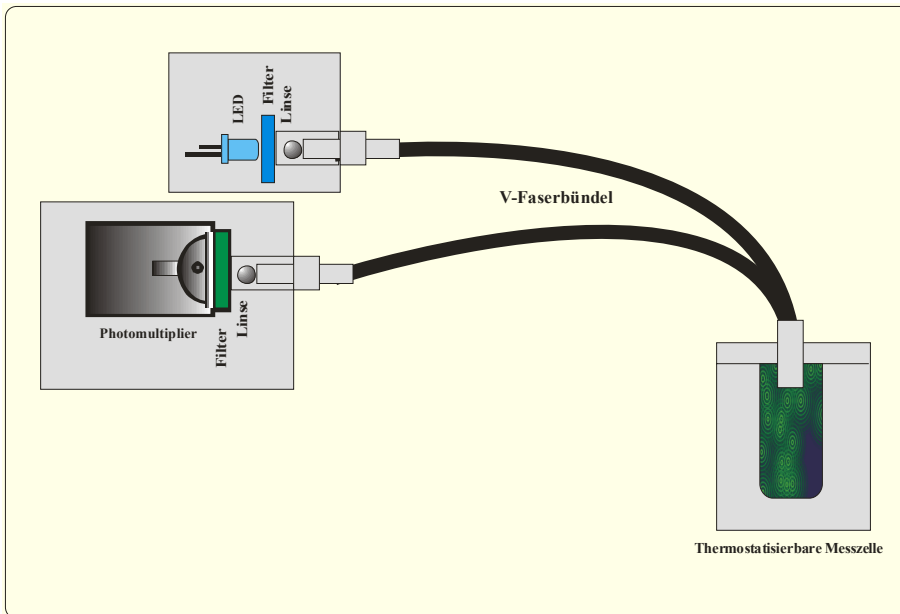 LED
Filter
Linse
V-Faserbündel
Photomultiplier
Filter
Linse
Thermostatisierbare Messzelle